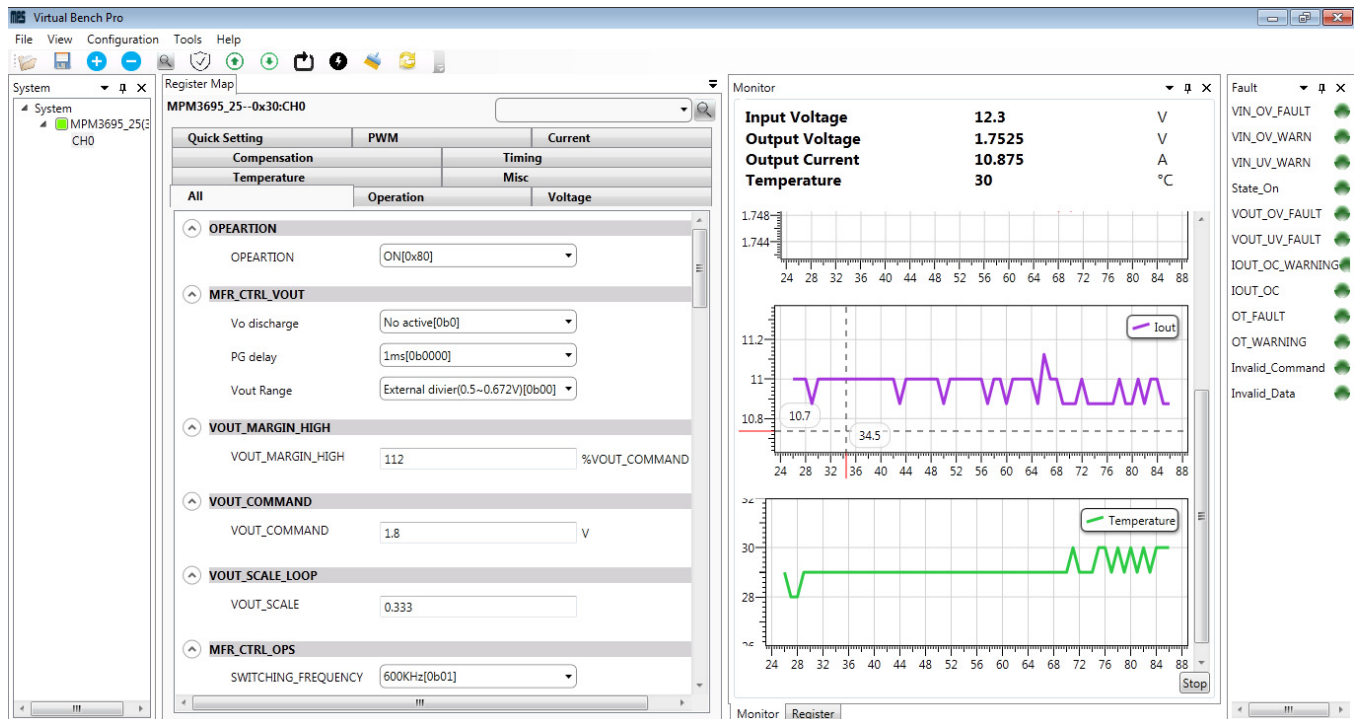 MPS Virtual Bench Pro
File View Configuration Tools Help
System
System
MPM3695_25(3
CH0
Register Map
MPM3695_25--0x30:CH0
Quick Setting PWM Current
Compensation Timing
Temperature Misc
All Operation Voltage
OPEARTION
OPEARTION ON[0x80]
MFR_CTRL_VOUT
Vo discharge No active[0b0]
PG delay 1ms[0b0000]
Vout Range External divier(0.5~0.672V)[0b00]
VOUT_MARGIN_HIGH
VOUT_MARGIN_HIGH 112 %VOUT_COMMAND
VOUT_COMMAND
VOUT_COMMAND 1.8 V
VOUT_SCALE_LOOP
VOUT_SCALE 0.333
MFR_CTRL_OPS
SWITCHING_FREQUENCY 600KHz[0b01]
Monitor
Input Voltage 12.3 V
Output Voltage 1.7525 V
Output Current 10.875 A
Temperature 30 °C
1.748
1.744
24 28 32 36 40 44 48 52 56 60 64 68 72 76 80 84 88
Iout
11.2
11
10.8
10.7
34.5
24 28 32 36 40 44 48 52 56 60 64 68 72 76 80 84 88
32
Temperature
30
28
26
24 28 32 36 40 44 48 52 56 60 64 68 72 76 80 84 88
Stop
Monitor Register
Fault
VIN_OV_FAULT
VIN_OV_WARN
VIN_UV_WARN
State_On
VOUT_OV_FAULT
VOUT_UV_FAULT
IOUT_OC_WARNING
IOUT_OC
OT_FAULT
OT_WARNING
Invalid_Command
Invalid_Data